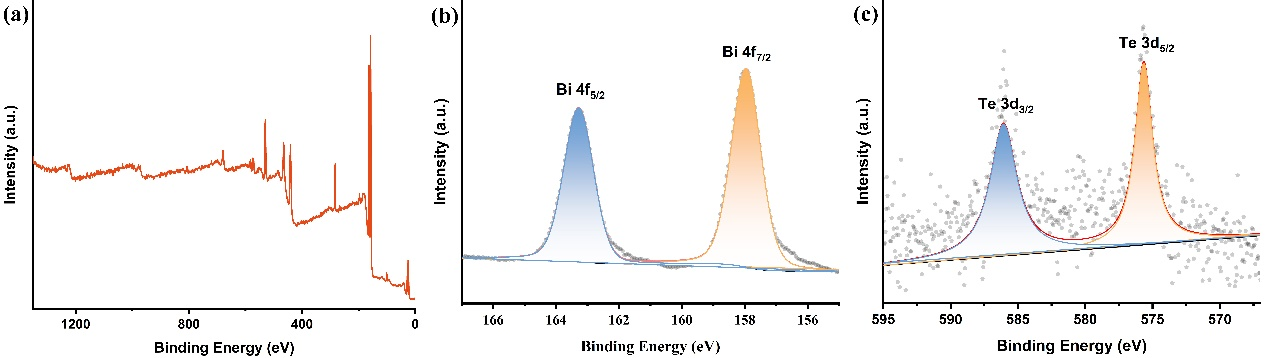 (a)
Intensity (a.u.)
1200 800 400 0
Binding Energy (eV)
(b)
Intensity (a.u.)
Bi 4f5/2
Bi 4f7/2
166 164 162 160 158 156
Binding Energy (eV)
(c)
Intensity (a.u.)
Te 3d3/2
Te 3d5/2
595 590 585 580 575 570
Binding Energy (eV)